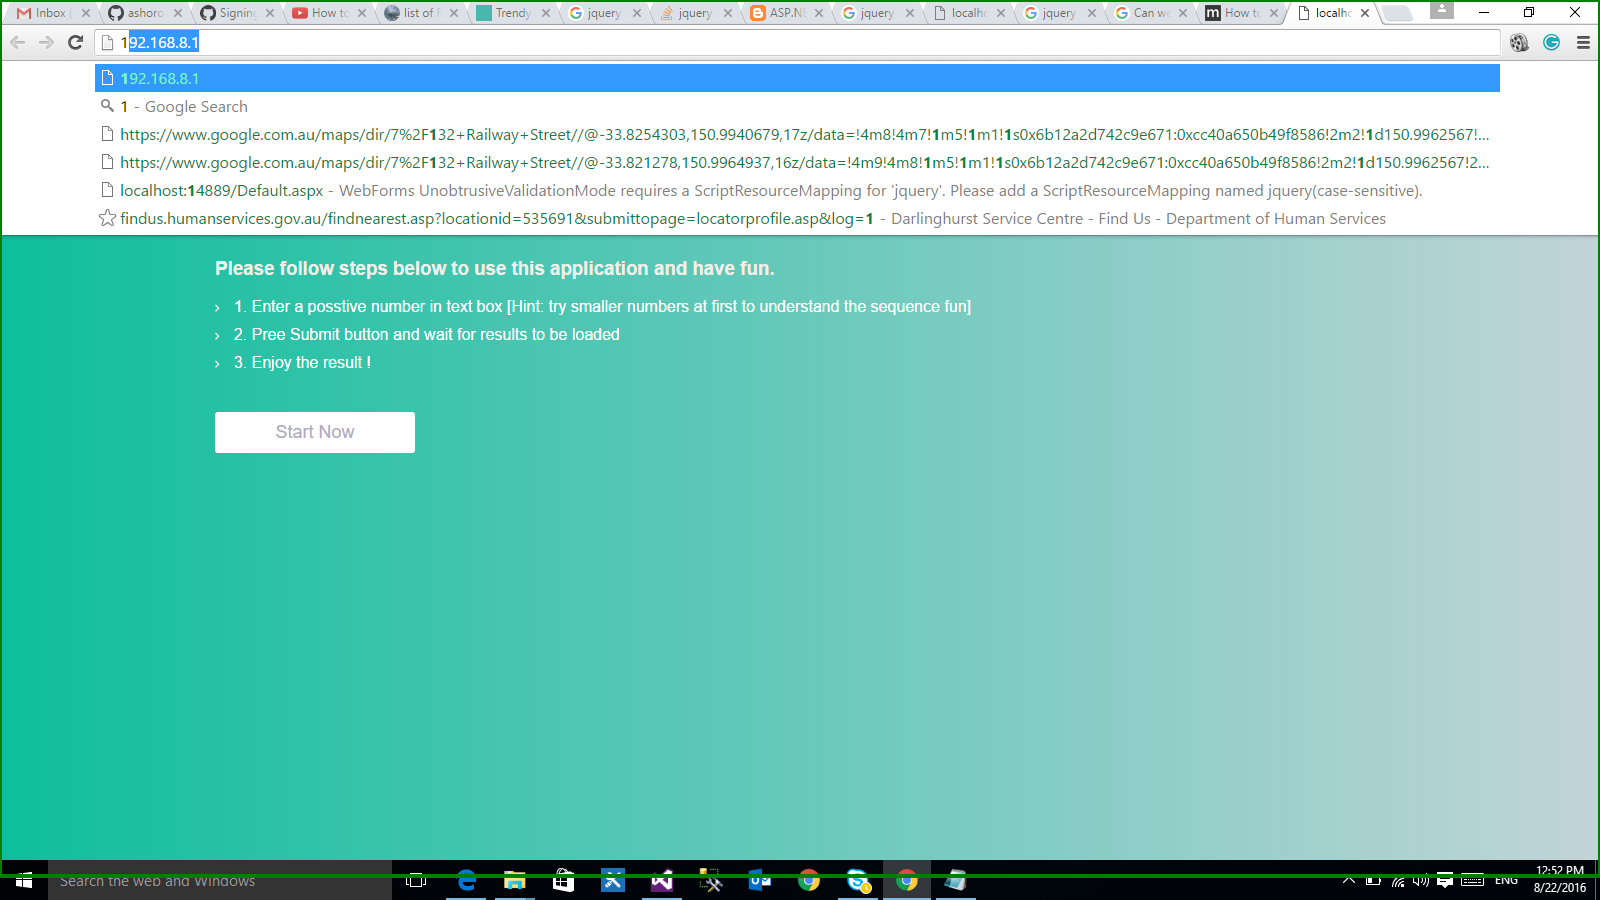 Inbox ashoro Signing How to list of F Trendy jquery jquery ASP.NE jquery localho jquery Can we How to localho
192.168.8.1
192.168.8.1
1 - Google Search
https://www.google.com.au/maps/dir/7%2F132+Railway+Street//@-33.8254303,150.9940679,17z/data=!4m8!4m7!1m5!1m1!1s0x6b12a2d742c9e671:0xcc40a650b49f8586!2m2!1d150.9962567!...
https://www.google.com.au/maps/dir/7%2F132+Railway+Street//@-33.821278,150.9964937,16z/data=!4m9!4m8!1m5!1m1!1s0x6b12a2d742c9e671:0xcc40a650b49f8586!2m2!1d150.9962567!2...
localhost:14889/Default.aspx - WebForms UnobtrusiveValidationMode requires a ScriptResourceMapping for 'jquery'. Please add a ScriptResourceMapping named jquery(case-sensitive).
findus.humanservices.gov.au/findnearest.asp?locationid=535691&submittopage=locatorprofile.asp&log=1 - Darlinghurst Service Centre - Find Us - Department of Human Services
Please follow steps below to use this application and have fun.
› 1. Enter a posstive number in text box [Hint: try smaller numbers at first to understand the sequence fun]
› 2. Pree Submit button and wait for results to be loaded
› 3. Enjoy the result !
Start Now
Search the web and Windows
ENG
12:52 PM
8/22/2016